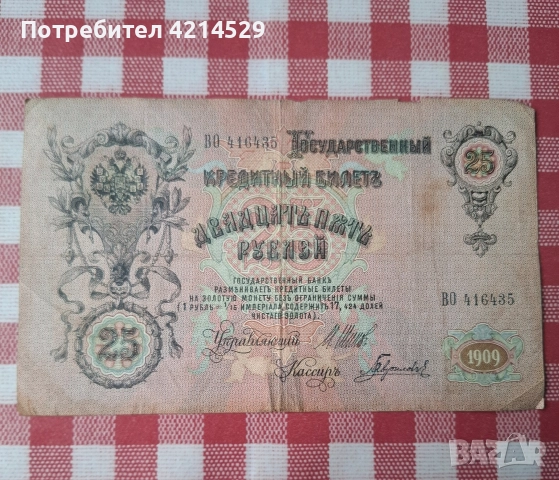 Потребител 4214529
ВО 416435 Государственный
Кредитный Билетъ
25
Двадцать пять
Рублей
Государственный Банкъ
размѣниваетъ кредитные билеты
на золотую монету безъ ограниченія суммы
(1 рубль = 1/15 империала, содержитъ 17,424 долей
чистаго золота).
ВО 416435
25
Управляющій
Кассиръ
1909
BAZAR